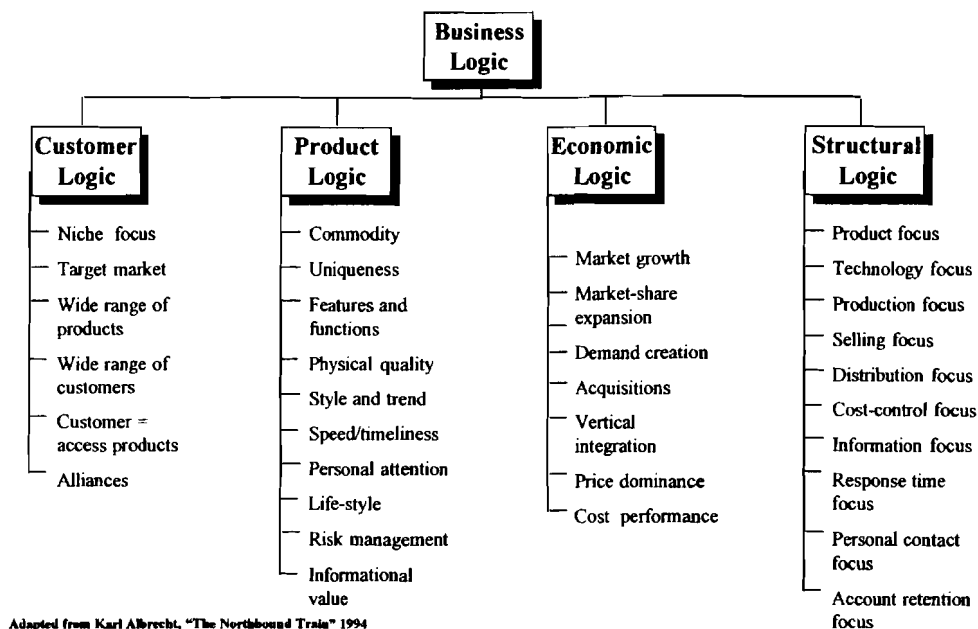 Business
Logic
Customer
Logic
Niche focus
Target market
Wide range of
products
Wide range of
customers
Customer =
access products
Alliances
Product
Logic
Commodity
Uniqueness
Features and
functions
Physical quality
Style and trend
Speed/timeliness
Personal attention
Life-style
Risk management
Informational
value
Economic
Logic
Market growth
Market-share
expansion
Demand creation
Acquisitions
Vertical
integration
Price dominance
Cost performance
Structural
Logic
Product focus
Technology focus
Production focus
Selling focus
Distribution focus
Cost-control focus
Information focus
Response time
focus
Personal contact
focus
Account retention
focus
Adapted from Karl Albrecht, "The Northbound Train" 1994